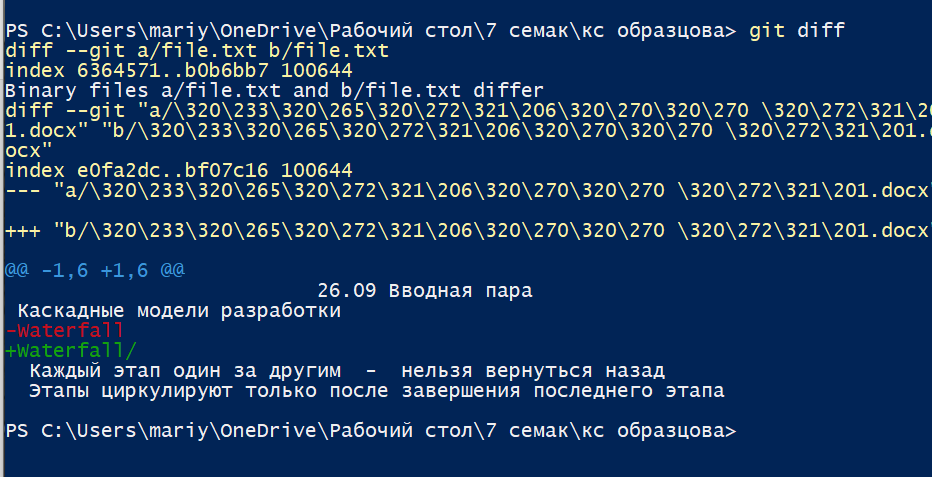 PS C:\Users\mariy\OneDrive\Рабочий стол\7 семак\кс образцова> git diff
diff --git a/file.txt b/file.txt
index 6364571..b0b6bb7 100644
Binary files a/file.txt and b/file.txt differ
diff --git "a/\320\233\320\265\320\272\321\206\320\270\320\270 \320\272\321\20
1.docx" "b/\320\233\320\265\320\272\321\206\320\270\320\270 \320\272\321\201.d
ocx"
index e0fa2dc..bf07c16 100644
--- "a/\320\233\320\265\320\272\321\206\320\270\320\270 \320\272\321\201.docx"
+++ "b/\320\233\320\265\320\272\321\206\320\270\320\270 \320\272\321\201.docx"
@@ -1,6 +1,6 @@
26.09 Вводная пара
Каскадные модели разработки
-Waterfall
+Waterfall/
Каждый этап один за другим – нельзя вернуться назад
Этапы циркулируют только после завершения последнего этапа
PS C:\Users\mariy\OneDrive\Рабочий стол\7 семак\кс образцова>